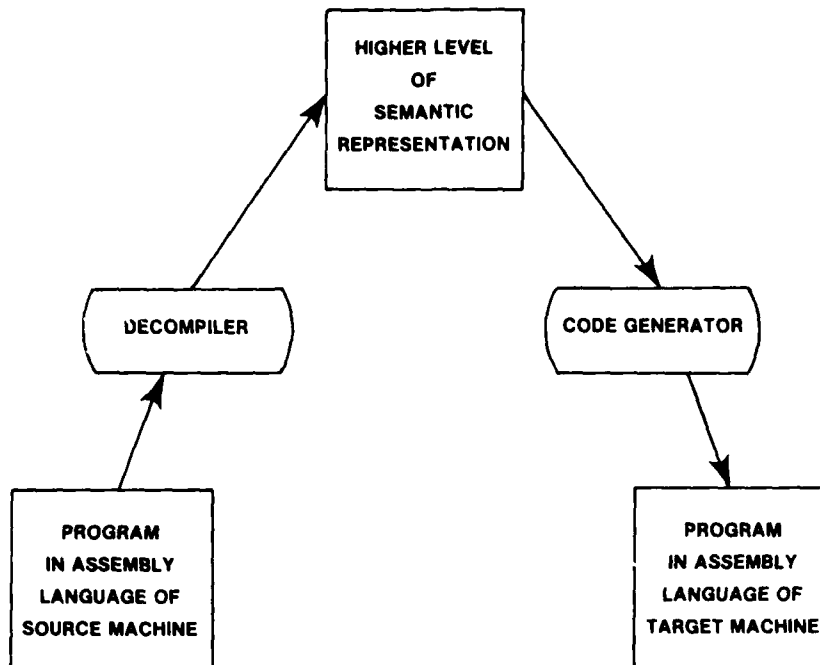 HIGHER LEVEL
OF
SEMANTIC
REPRESENTATION
DECOMPILER
CODE GENERATOR
PROGRAM
IN ASSEMBLY
LANGUAGE OF
SOURCE MACHINE
PROGRAM
IN ASSEMBLY
LANGUAGE OF
TARGET MACHINE